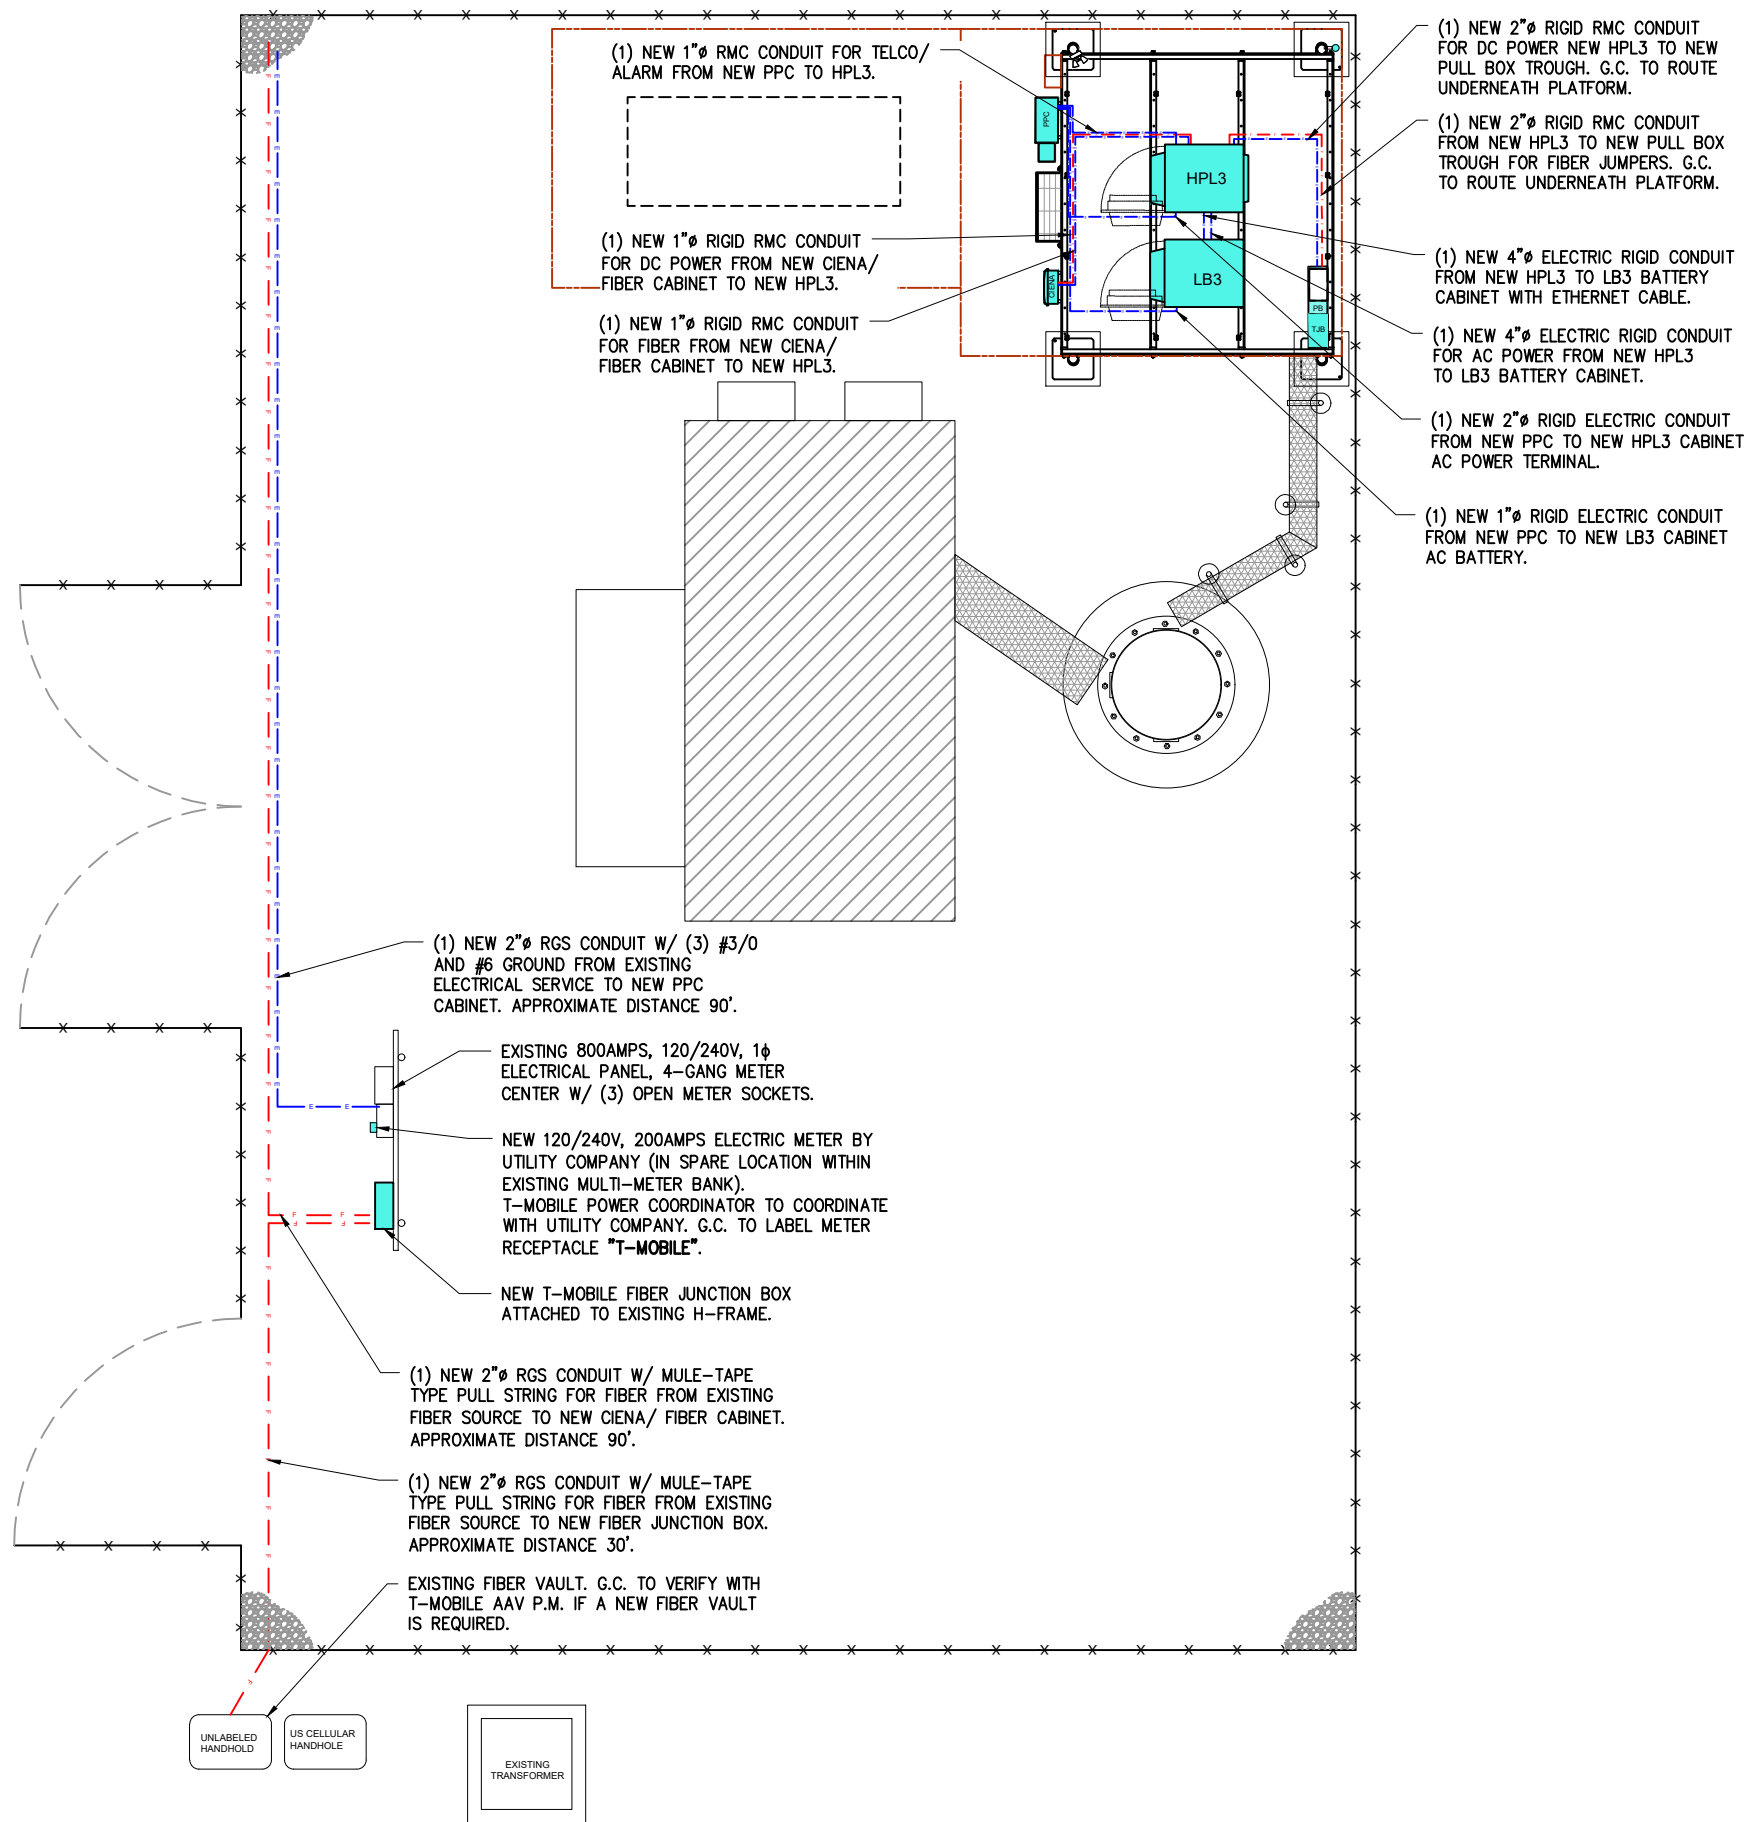 (1) NEW 1"ø RMC CONDUIT FOR TELCO/
ALARM FROM NEW PPC TO HPL3.
(1) NEW 2"ø RIGID RMC CONDUIT
FOR DC POWER NEW HPL3 TO NEW
PULL BOX TROUGH. G.C. TO ROUTE
UNDERNEATH PLATFORM.
(1) NEW 2"ø RIGID RMC CONDUIT
FROM NEW HPL3 TO NEW PULL BOX
TROUGH FOR FIBER JUMPERS. G.C.
TO ROUTE UNDERNEATH PLATFORM.
PPC
HPL3
(1) NEW 1"ø RIGID RMC CONDUIT
FOR DC POWER FROM NEW CIENA/
FIBER CABINET TO NEW HPL3.
CIENA
LB3
PB
TJB
(1) NEW 4"ø ELECTRIC RIGID CONDUIT
FROM NEW HPL3 TO LB3 BATTERY
CABINET WITH ETHERNET CABLE.
(1) NEW 1"ø RIGID RMC CONDUIT
FOR FIBER FROM NEW CIENA/
FIBER CABINET TO NEW HPL3.
(1) NEW 4"ø ELECTRIC RIGID CONDUIT
FOR AC POWER FROM NEW HPL3
TO LB3 BATTERY CABINET.
(1) NEW 2"ø RIGID ELECTRIC CONDUIT
FROM NEW PPC TO NEW HPL3 CABINET
AC POWER TERMINAL.
(1) NEW 1"ø RIGID ELECTRIC CONDUIT
FROM NEW PPC TO NEW LB3 CABINET
AC BATTERY.
(1) NEW 2"ø RGS CONDUIT W/ (3) #3/0
AND #6 GROUND FROM EXISTING
ELECTRICAL SERVICE TO NEW PPC
CABINET. APPROXIMATE DISTANCE 90'.
EXISTING 800AMPS, 120/240V, 1ϕ
ELECTRICAL PANEL, 4-GANG METER
CENTER W/ (3) OPEN METER SOCKETS.
E E
NEW 120/240V, 200AMPS ELECTRIC METER BY
UTILITY COMPANY (IN SPARE LOCATION WITHIN
EXISTING MULTI-METER BANK).
T-MOBILE POWER COORDINATOR TO COORDINATE
WITH UTILITY COMPANY. G.C. TO LABEL METER
RECEPTACLE "T-MOBILE".
F F
F F
NEW T-MOBILE FIBER JUNCTION BOX
ATTACHED TO EXISTING H-FRAME.
(1) NEW 2"ø RGS CONDUIT W/ MULE-TAPE
TYPE PULL STRING FOR FIBER FROM EXISTING
FIBER SOURCE TO NEW CIENA/ FIBER CABINET.
APPROXIMATE DISTANCE 90'.
(1) NEW 2"ø RGS CONDUIT W/ MULE-TAPE
TYPE PULL STRING FOR FIBER FROM EXISTING
FIBER SOURCE TO NEW FIBER JUNCTION BOX.
APPROXIMATE DISTANCE 30'.
EXISTING FIBER VAULT. G.C. TO VERIFY WITH
T-MOBILE AAV P.M. IF A NEW FIBER VAULT
IS REQUIRED.
UNLABELED
HANDHOLD
US CELLULAR
HANDHOLE
EXISTING
TRANSFORMER